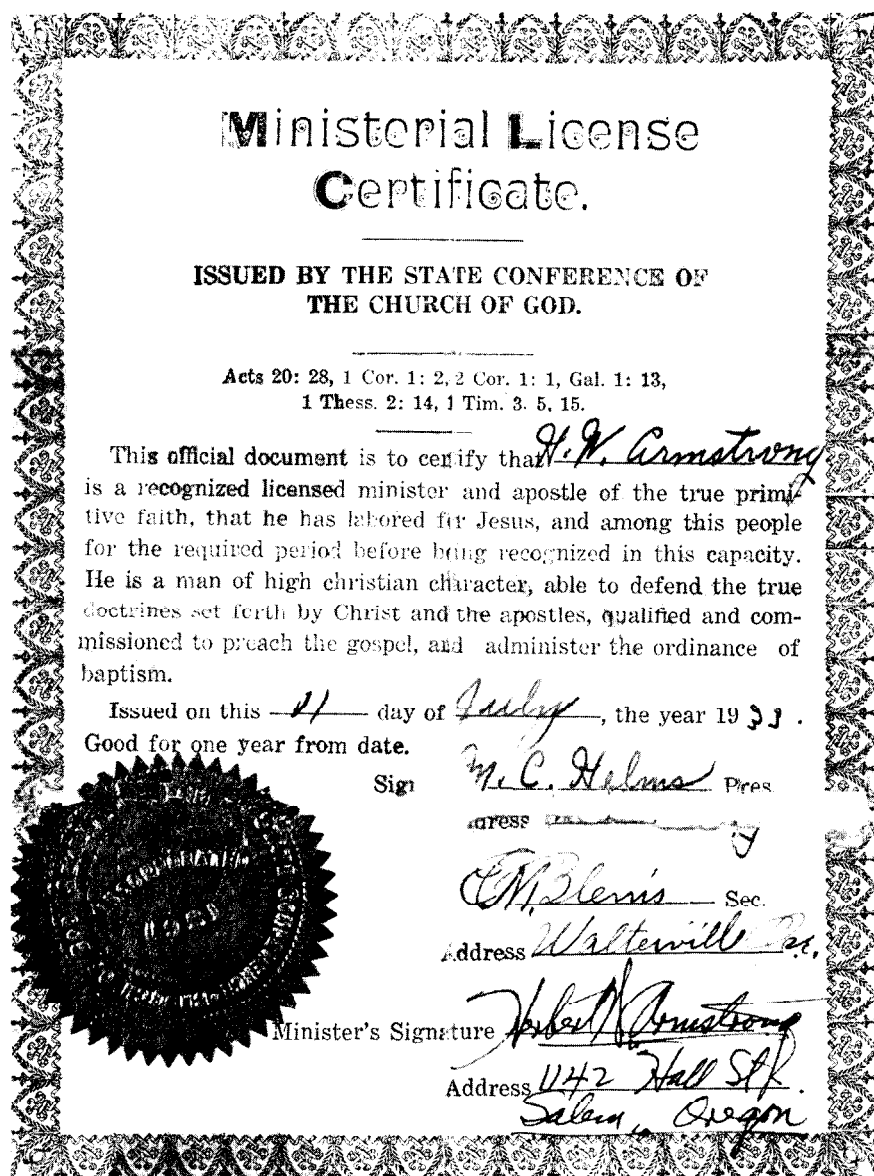 Ministerial License
Certificate.
ISSUED BY THE STATE CONFERENCE OF
THE CHURCH OF GOD.
Acts 20: 28, 1 Cor. 1: 2, 2 Cor. 1: 1, Gal. 1: 13,
1 Thess. 2: 14, 1 Tim. 3. 5, 15.
This official document is to certify that H. W. Armstrong
is a recognized licensed minister and apostle of the true primi-
tive faith, that he has labored for Jesus, and among this people
for the required period before being recognized in this capacity.
He is a man of high christian character, able to defend the true
doctrines set forth by Christ and the apostles, qualified and com-
missioned to preach the gospel, and administer the ordinance of
baptism.
Issued on this day of July, the year 1933.
Good for one year from date.
Sign M. C. Helms Pres
Sec.
Address Walterville Ore.
Minister's Signature Herbert W. Armstrong
Address 1142 Hall St.
Salem, Oregon